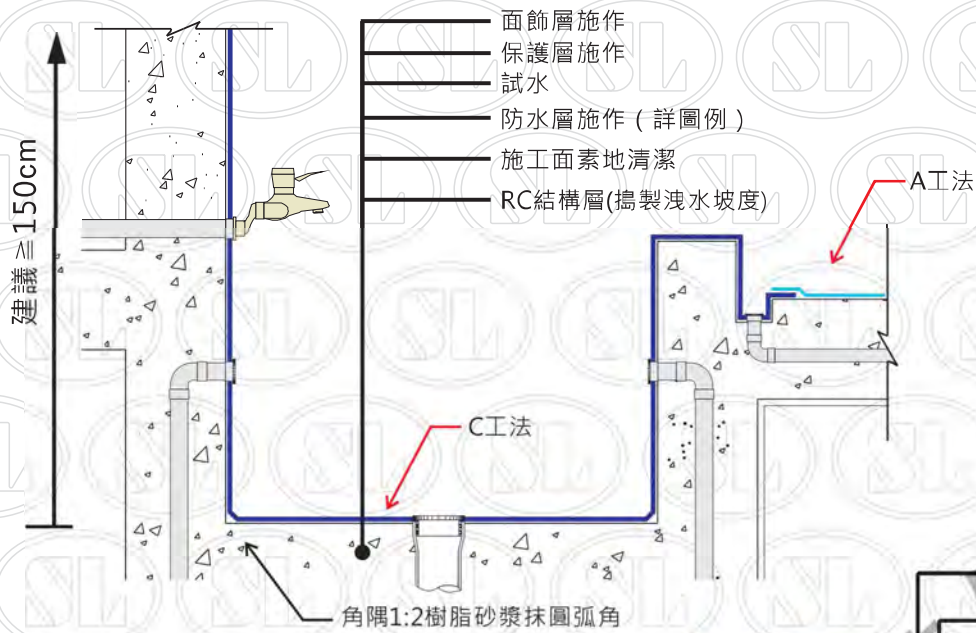 面飾層施作
保護層施作
試水
防水層施作（詳圖例）
施工面素地清潔
RC結構層(搗製洩水坡度)
A工法
建議≧150cm
C工法
角隅1:2樹脂砂漿抹圓弧角
SL